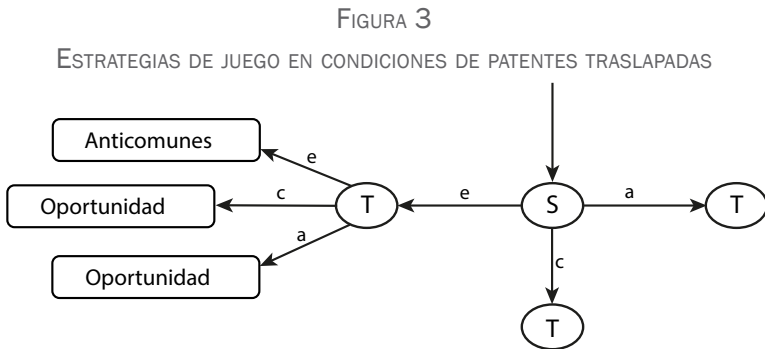 FIGURA 3
ESTRATEGIAS DE JUEGO EN CONDICIONES DE PATENTES TRASLAPADAS
Anticomunes
e
Oportunidad
c
T
e
S
a
T
a
Oportunidad
c
T